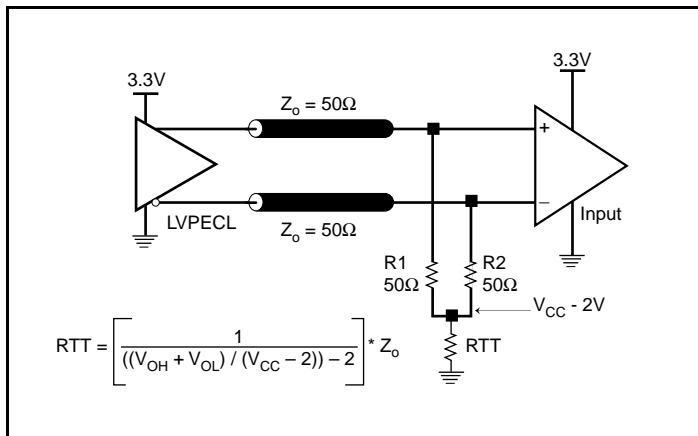 3.3V
3.3V
Zo = 50Ω
+
–
LVPECL
Zo = 50Ω
Input
R1
50Ω
R2
50Ω
VCC - 2V
RTT
RTT = [ 1 / ((VOH + VOL) / (VCC – 2)) – 2 ] * Zo